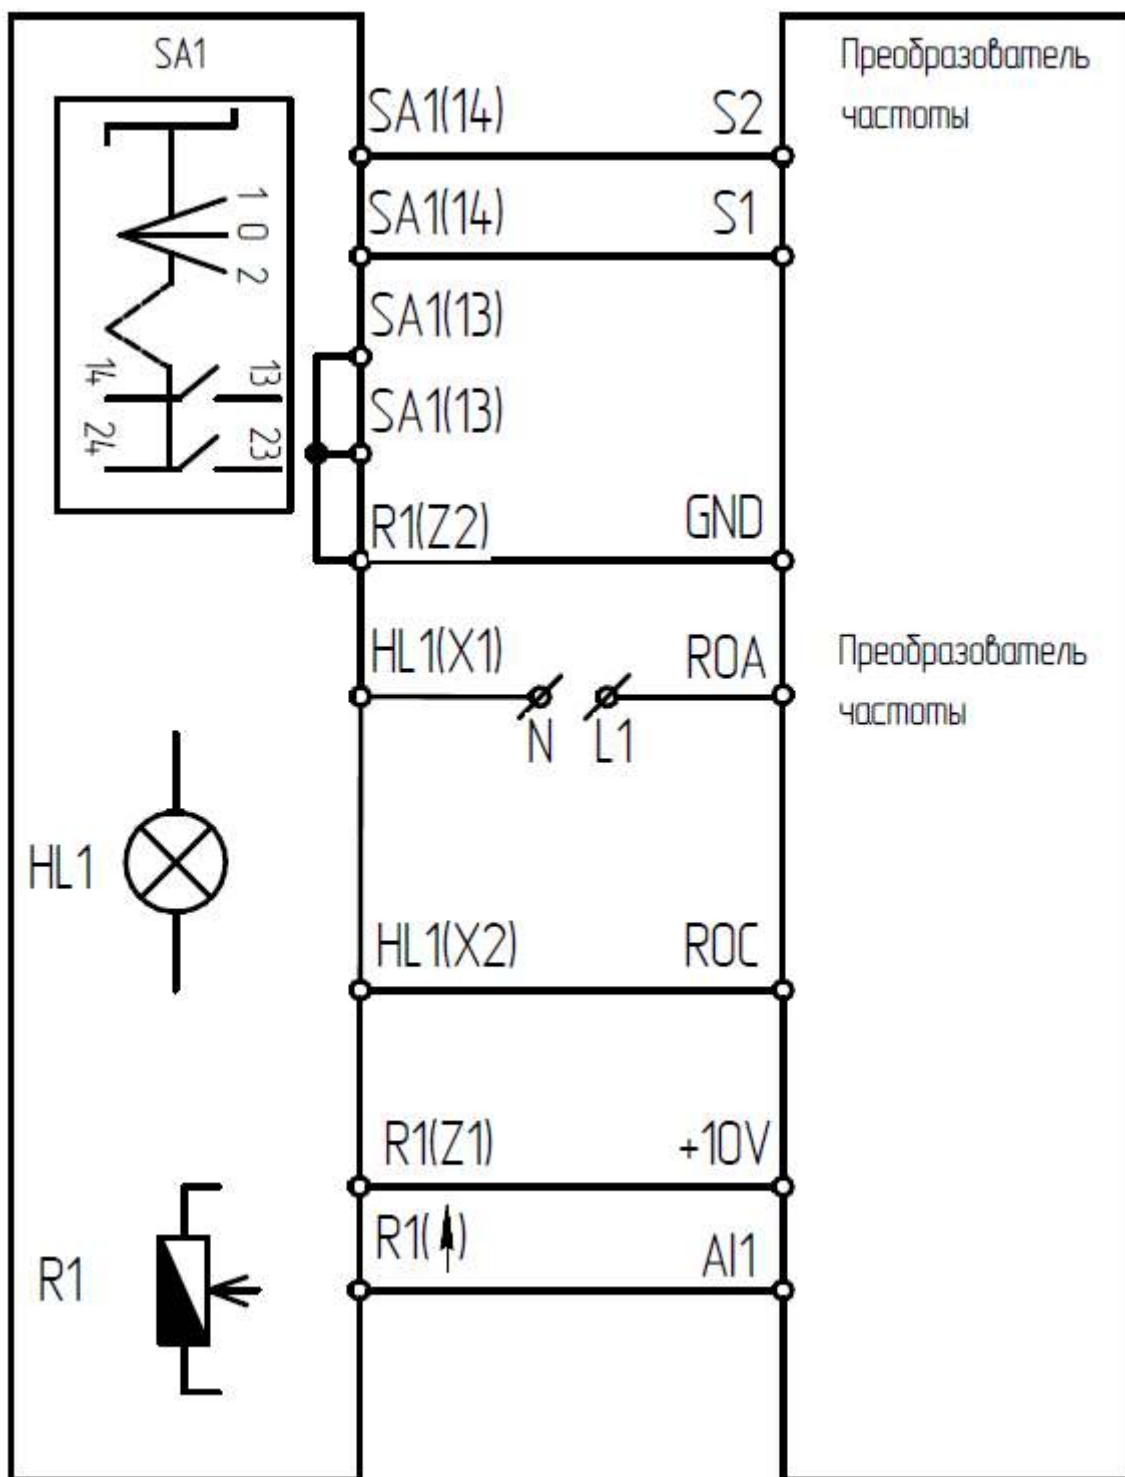 SA1
Преобразователь
частоты
SA1(14) S2
1
0
2
SA1(14) S1
SA1(13)
14 13
SA1(13)
24 23
R1(Z2) GND
HL1(X1) ROA
Преобразователь
частоты
N L1
HL1
HL1(X2) ROC
R1(Z1) +10V
R1( )
AI1
R1